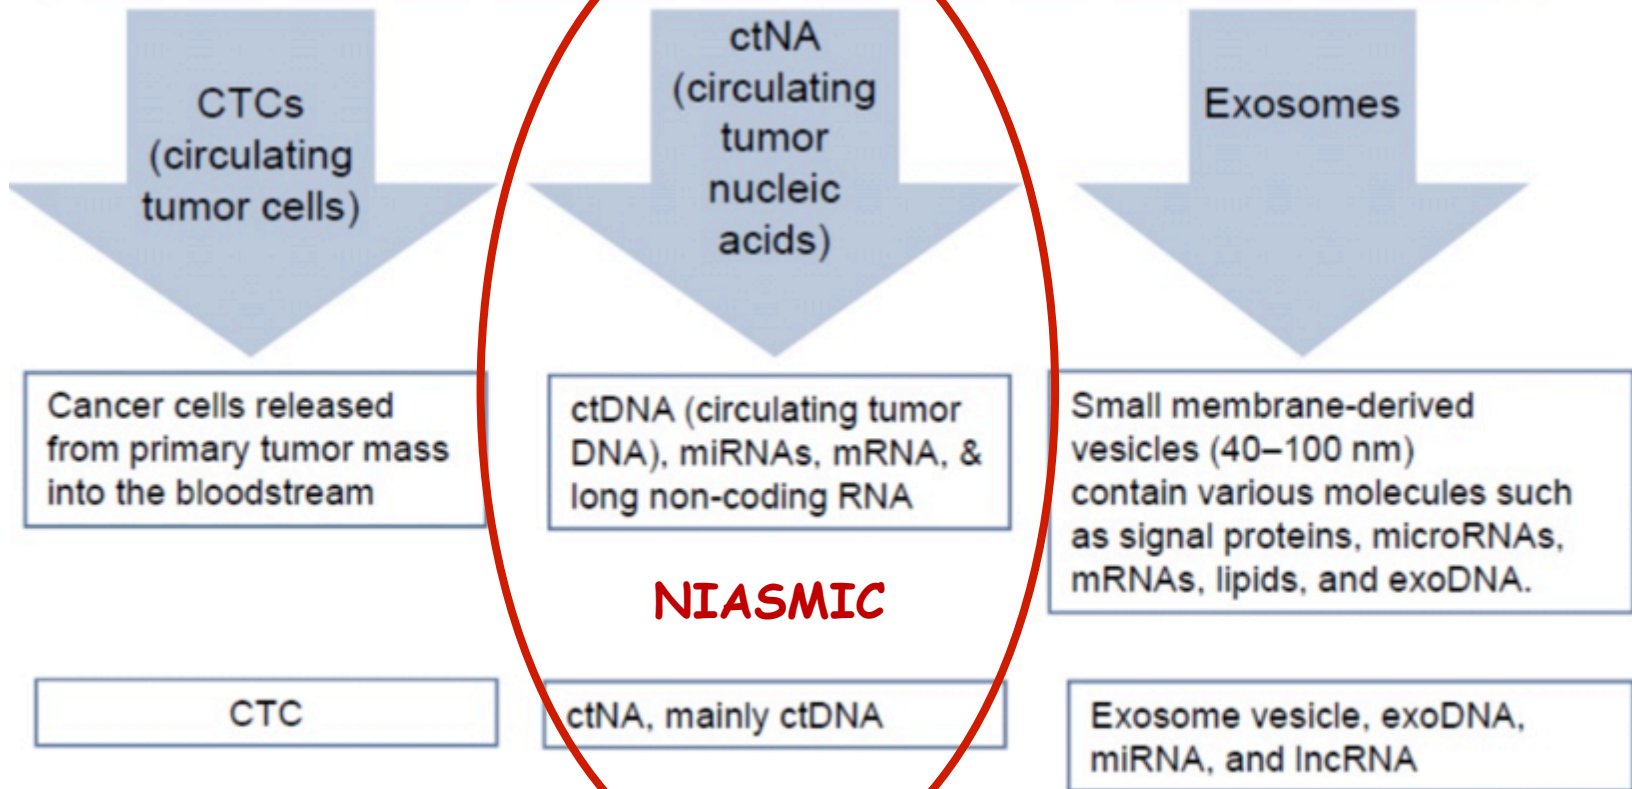 CTCs
(circulating
tumor cells)
ctNA
(circulating
tumor
nucleic
acids)
Exosomes
Cancer cells released
from primary tumor mass
into the bloodstream
ctDNA (circulating tumor
DNA), miRNAs, mRNA, &
long non-coding RNA
Small membrane-derived
vesicles (40–100 nm)
contain various molecules such
as signal proteins, microRNAs,
mRNAs, lipids, and exoDNA.
NIASMIC
CTC
ctNA, mainly ctDNA
Exosome vesicle, exoDNA,
miRNA, and lncRNA